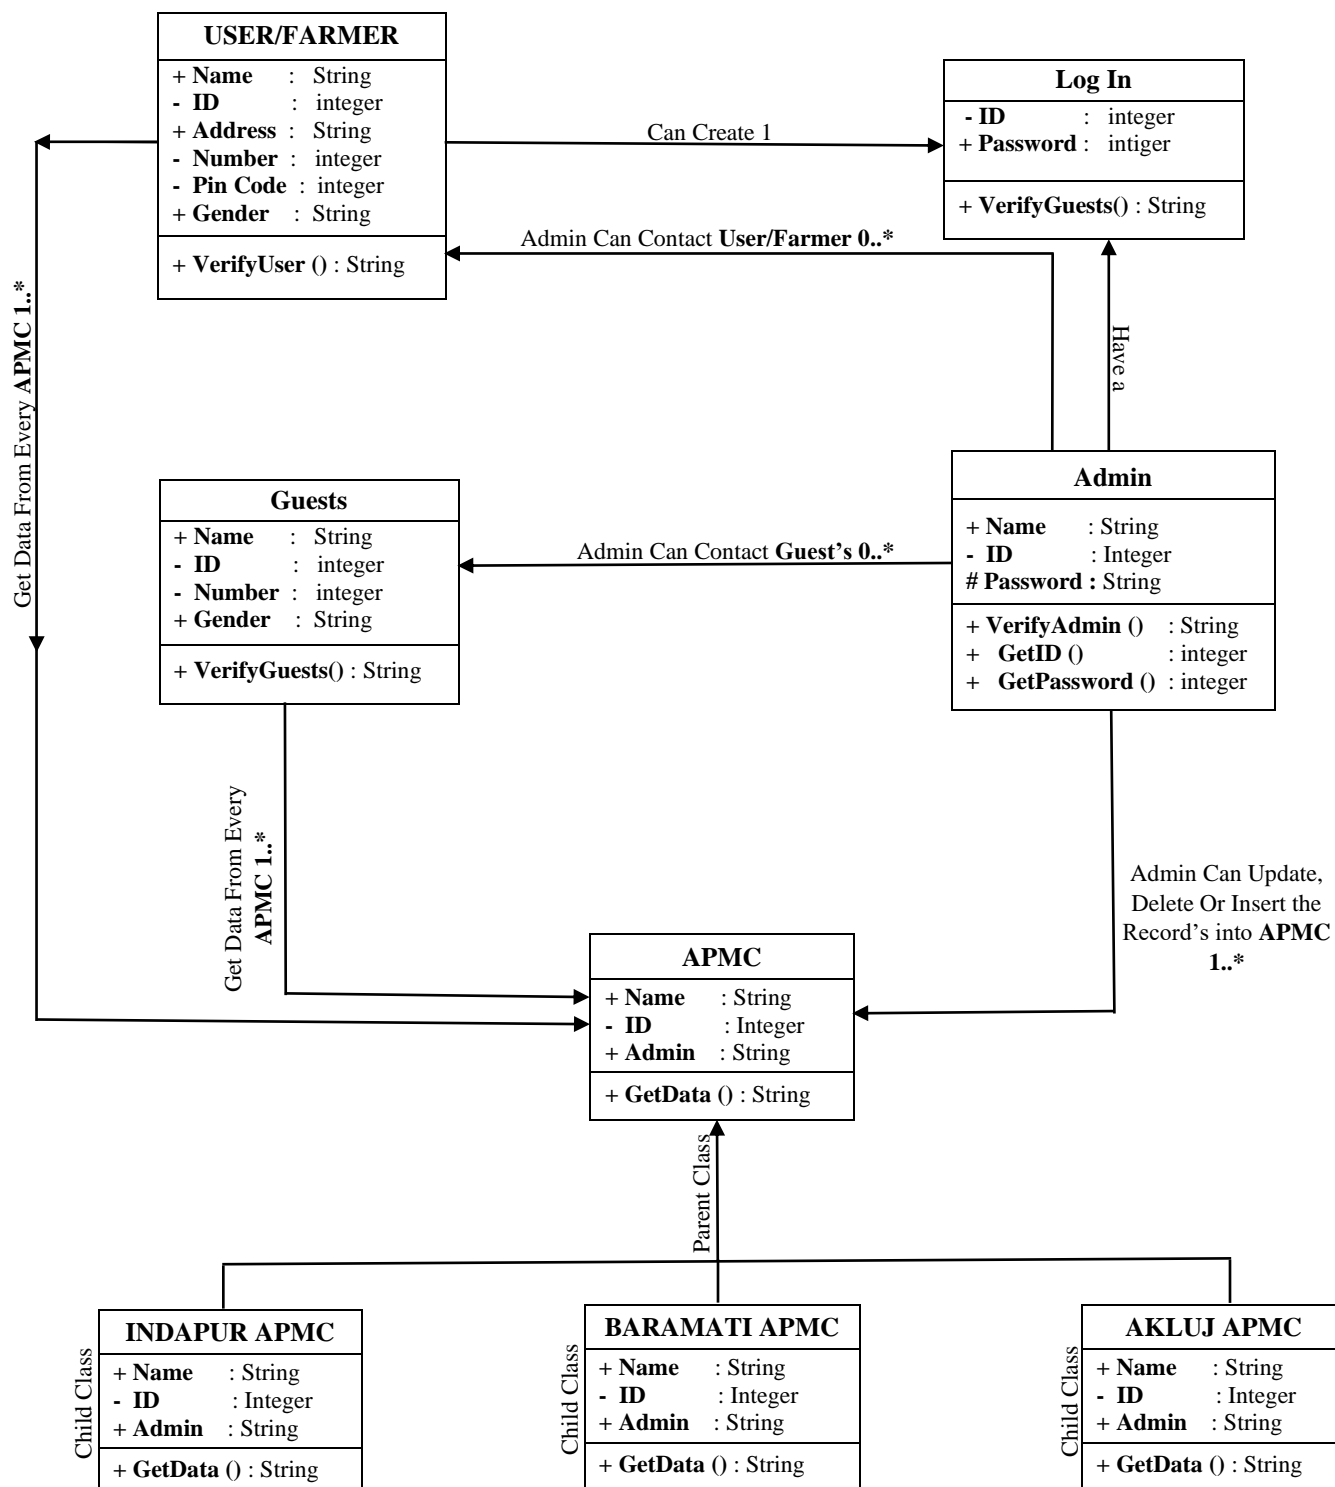 USER/FARMER
+ Name : String
- ID : integer
+ Address : String
- Number : integer
- Pin Code : integer
+ Gender : String
+ VerifyUser () : String
Can Create 1
Log In
- ID : integer
+ Password : intiger
+ VerifyGuests() : String
Admin Can Contact User/Farmer 0..*
Have a
Get Data From Every APMC 1..*
Guests
+ Name : String
- ID : integer
- Number : integer
+ Gender : String
+ VerifyGuests() : String
Admin Can Contact Guest's 0..*
Admin
+ Name : String
- ID : Integer
# Password : String
+ VerifyAdmin () : String
+ GetID () : integer
+ GetPassword () : integer
Get Data From Every
APMC 1..*
Admin Can Update,
Delete Or Insert the
Record's into APMC
1..*
APMC
+ Name : String
- ID : Integer
+ Admin : String
+ GetData () : String
Parent Class
Child Class
INDAPUR APMC
+ Name : String
- ID : Integer
+ Admin : String
+ GetData () : String
Child Class
BARAMATI APMC
+ Name : String
- ID : Integer
+ Admin : String
+ GetData () : String
Child Class
AKLUJ APMC
+ Name : String
- ID : Integer
+ Admin : String
+ GetData () : String